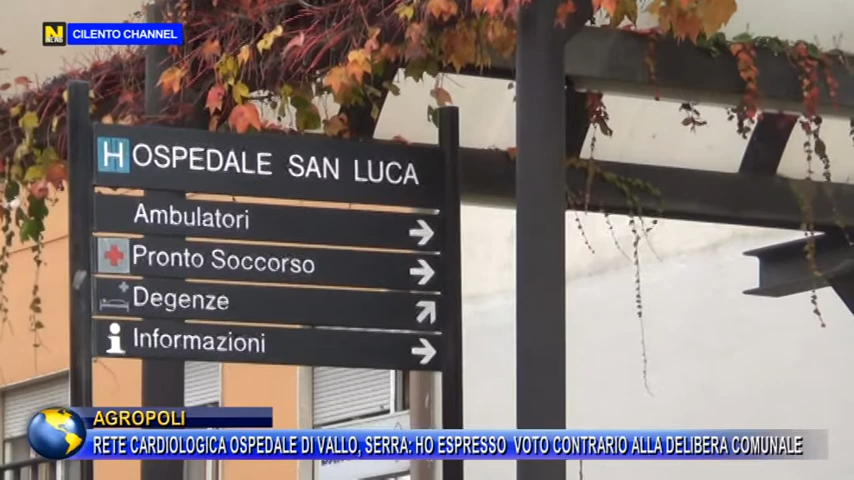 N
NEWS
CILENTO CHANNEL
HOSPEDALE SAN LUCA
Ambulatori
Pronto Soccorso
Degenze
i Informazioni
AGROPOLI
RETE CARDIOLOGICA OSPEDALE DI VALLO, SERRA: HO ESPRESSO VOTO CONTRARIO ALLA DELIBERA COMUNALE